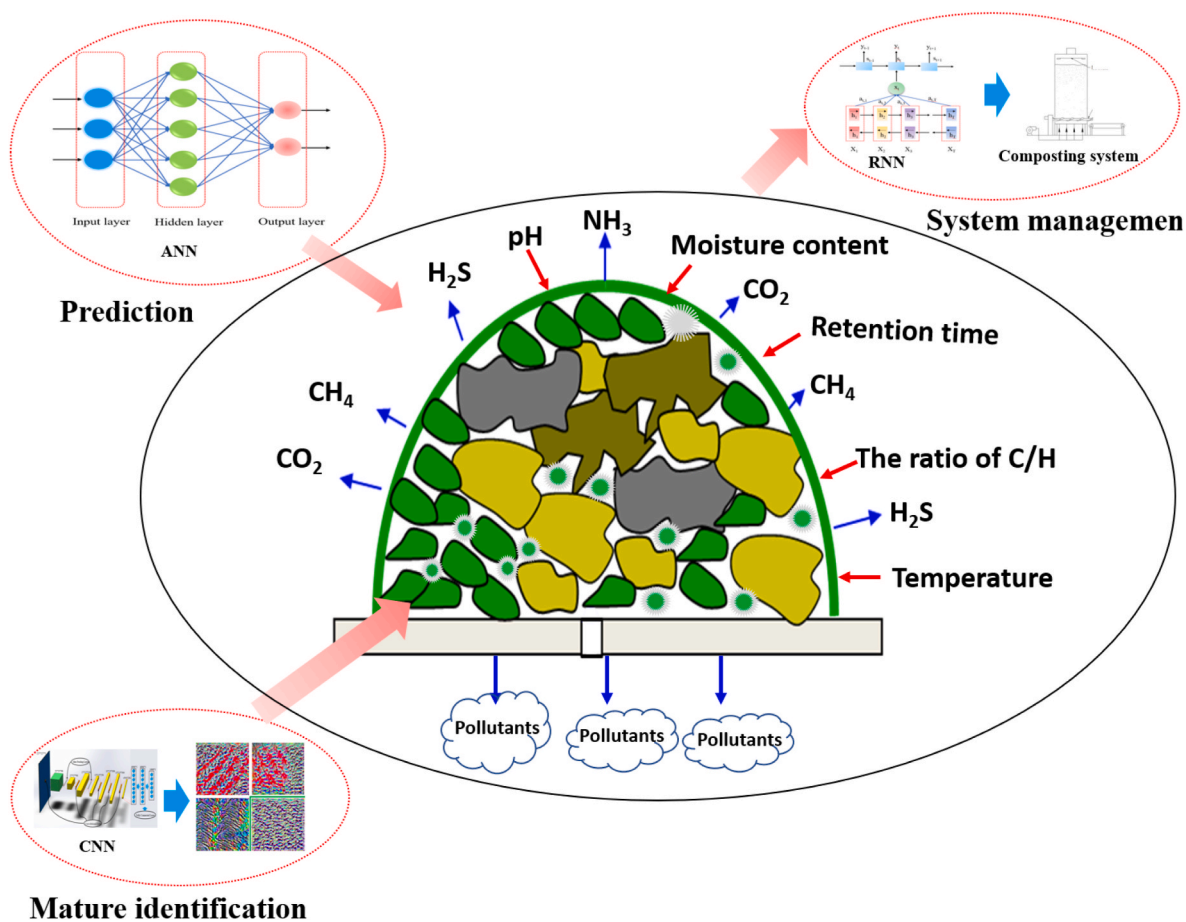 Input layer
Hidden layer
Output layer
ANN
Prediction
RNN
Composting system
System managemen
NH3
pH
Moisture content
H2S
CO2
Retention time
CH4
CH4
The ratio of C/H
CO2
H2S
Temperature
Pollutants
Pollutants
Pollutants
CNN
Mature identification